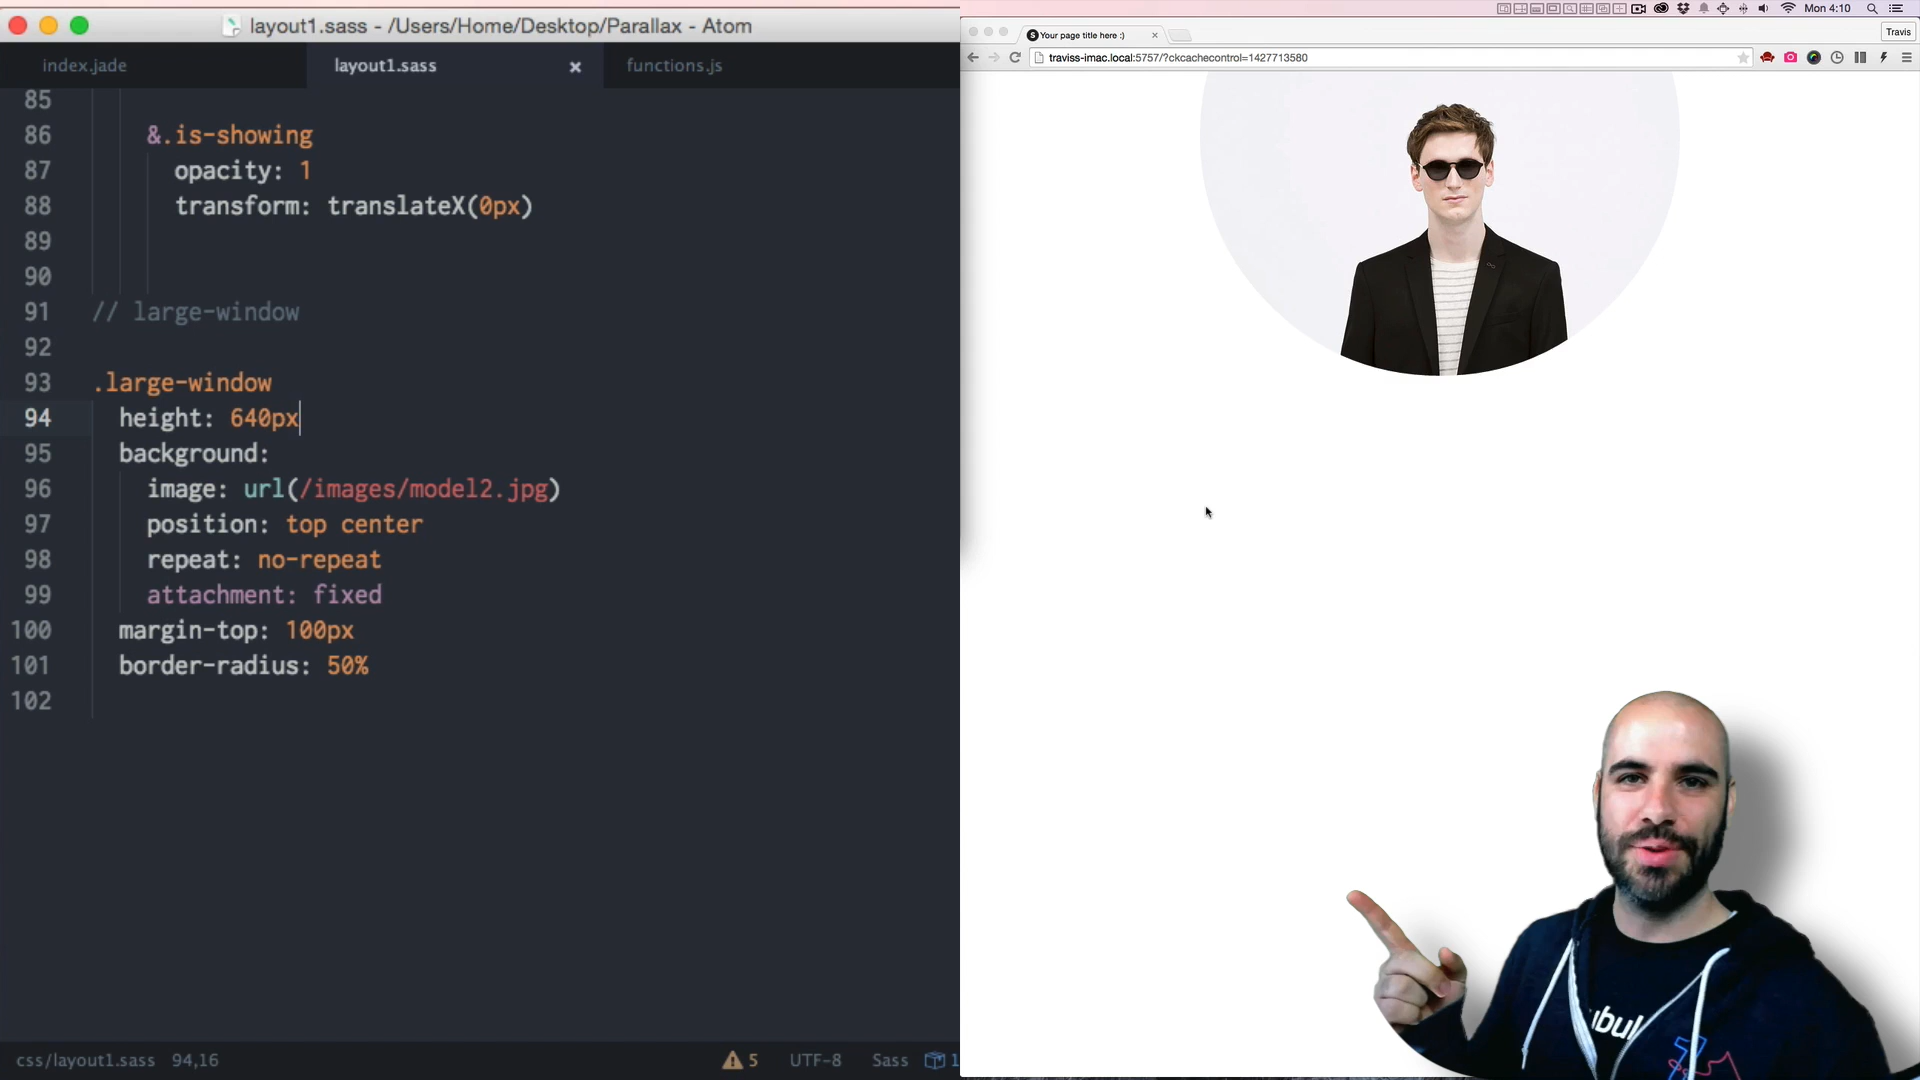 layout1.sass - /Users/Home/Desktop/Parallax - Atom
index.jade
layout1.sass
functions.js
85
86 &.is-showing
87 opacity: 1
88 transform: translateX(0px)
89
90
91 // large-window
92
93 .large-window
94 height: 640px
95 background:
96 image: url(/images/model2.jpg)
97 position: top center
98 repeat: no-repeat
99 attachment: fixed
100 margin-top: 100px
101 border-radius: 50%
102
css/layout1.sass 94,16 5 UTF-8 Sass 1
Mon 4:10
S Your page title here :)
Travis
traviss-imac.local:5757/?ckcachecontrol=1427713580
ubul